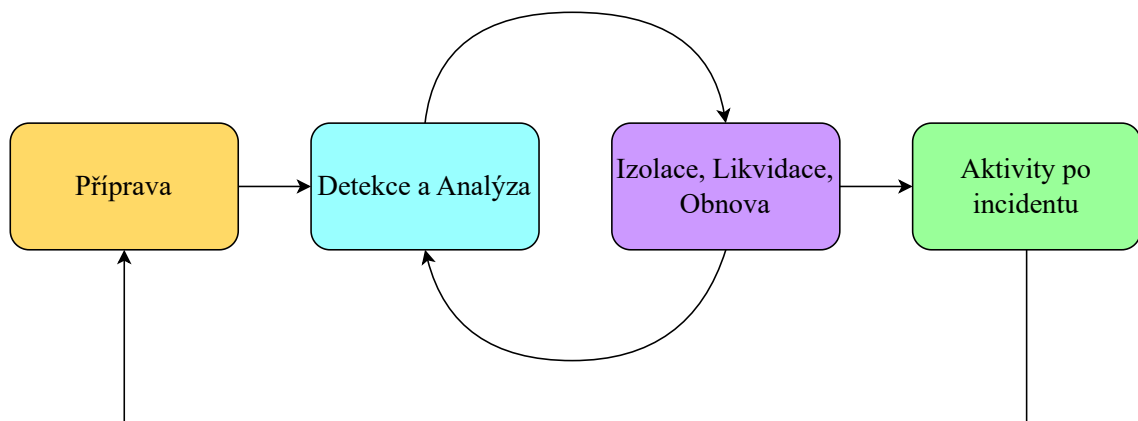 Příprava
Detekce a Analýza
Izolace, Likvidace,
Obnova
Aktivity po
incidentu